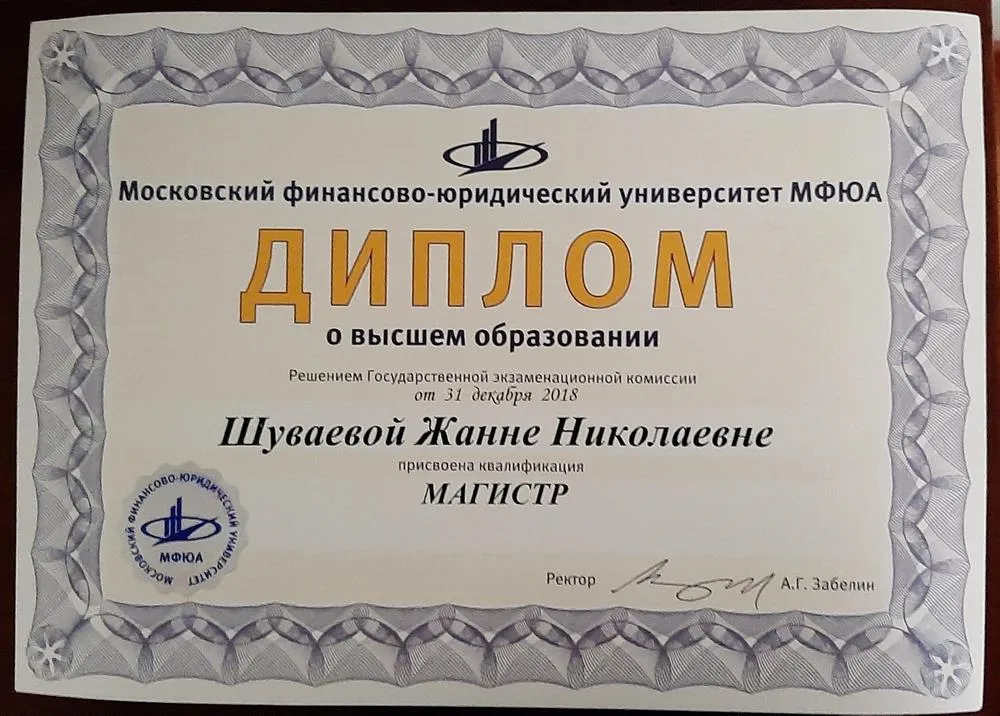 Московский финансово-юридический университет МФЮА
ДИПЛОМ
о высшем образовании
Решением Государственной экзаменационной комиссии
от 31 декабря 2018
Шуваевой Жанне Николаевне
присвоена квалификация
МАГИСТР
МОСКОВСКИЙ ФИНАНСОВО-ЮРИДИЧЕСКИЙ УНИВЕРСИТЕТ
МФЮА
Ректор А.Г. Забелин